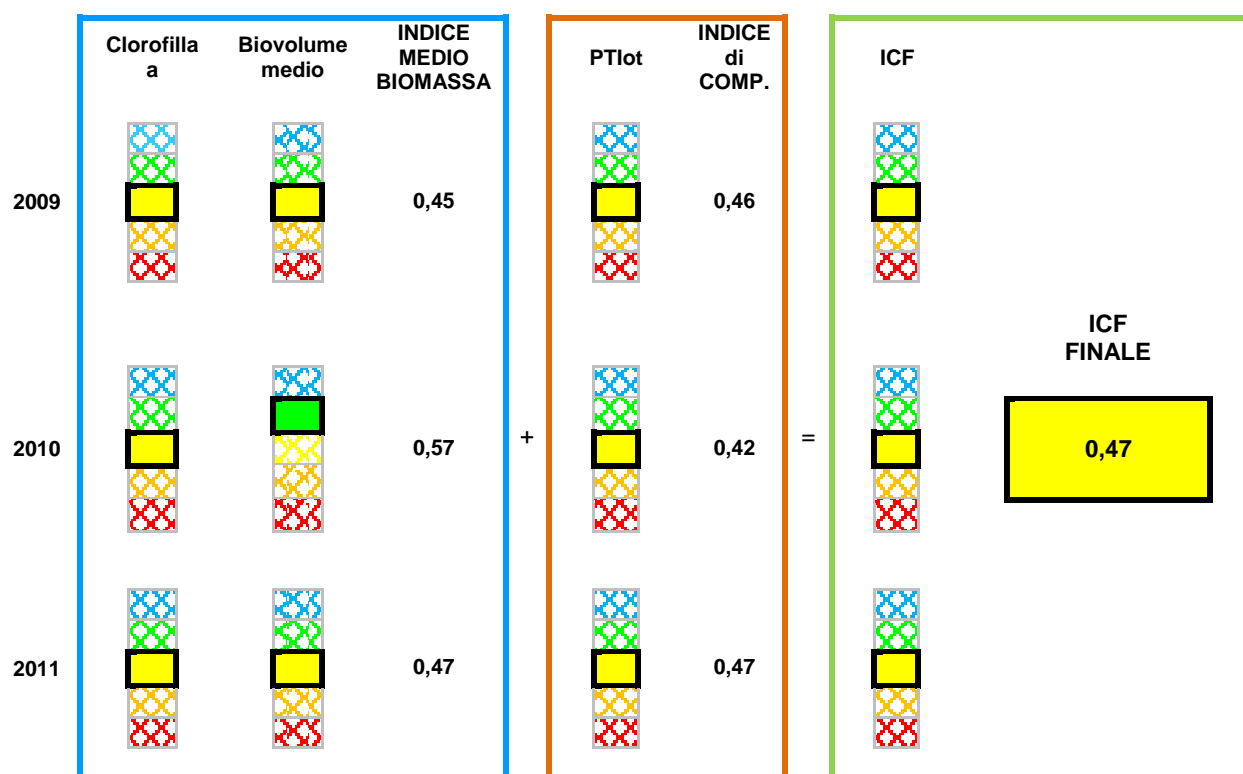 Clorofilla
a
Biovolume
medio
INDICE
MEDIO
BIOMASSA
PTIot
INDICE
di
COMP.
ICF
2009
0,45
0,46
ICF
FINALE
2010
0,57
+
0,42
=
0,47
2011
0,47
0,47